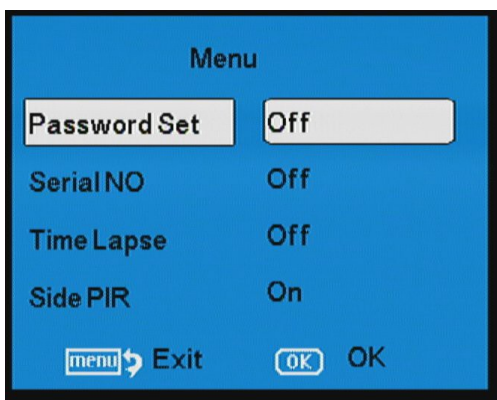 Menu
Password Set Off
Serial NO Off
Time Lapse Off
Side PIR On
menu Exit OK OK